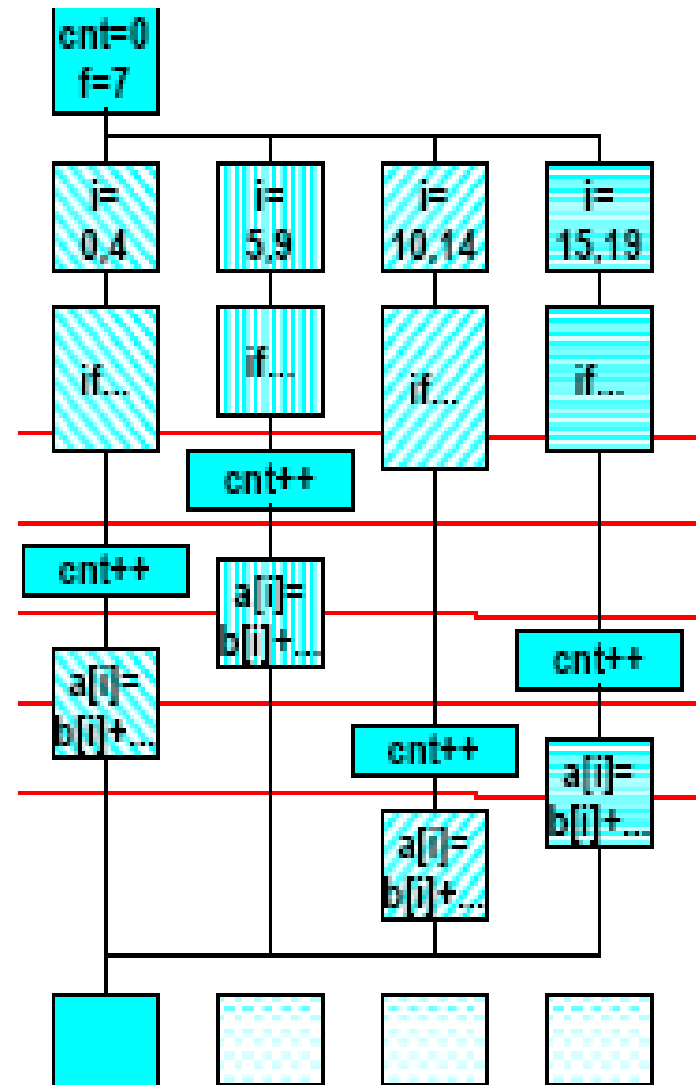 cnt=0
f=7
i=
0,4
i=
5,9
i=
10,14
i=
15,19
if...
if...
if...
if...
cnt++
cnt++
a[i]=
b[i]+...
cnt++
a[i]=
b[i]+...
cnt++
a[i]=
b[i]+...
a[i]=
b[i]+...